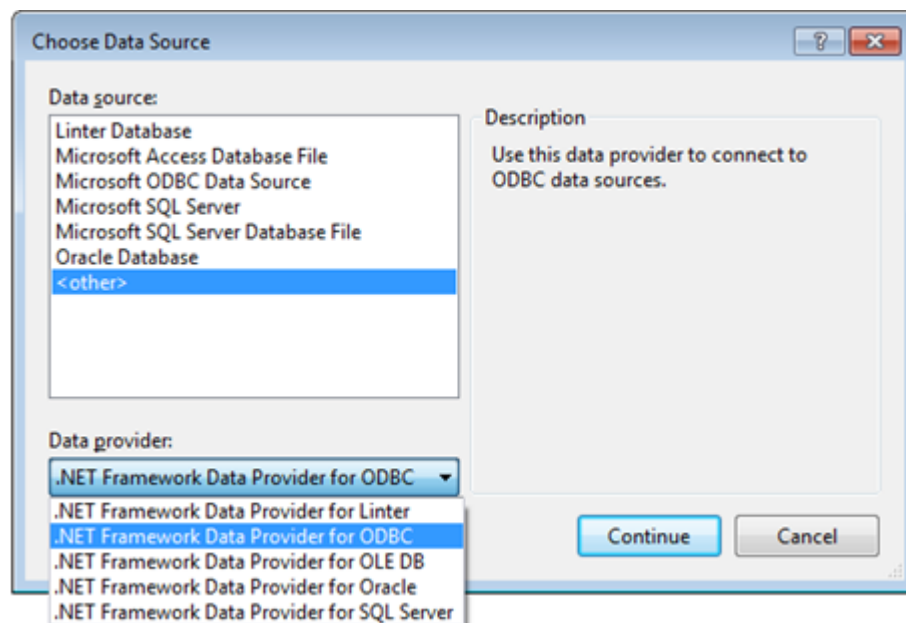 Choose Data Source
Data source:
Linter Database
Microsoft Access Database File
Microsoft ODBC Data Source
Microsoft SQL Server
Microsoft SQL Server Database File
Oracle Database
<other>
Description
Use this data provider to connect to
ODBC data sources.
Data provider:
.NET Framework Data Provider for ODBC
.NET Framework Data Provider for Linter
.NET Framework Data Provider for ODBC
.NET Framework Data Provider for OLE DB
.NET Framework Data Provider for Oracle
.NET Framework Data Provider for SQL Server
Continue
Cancel